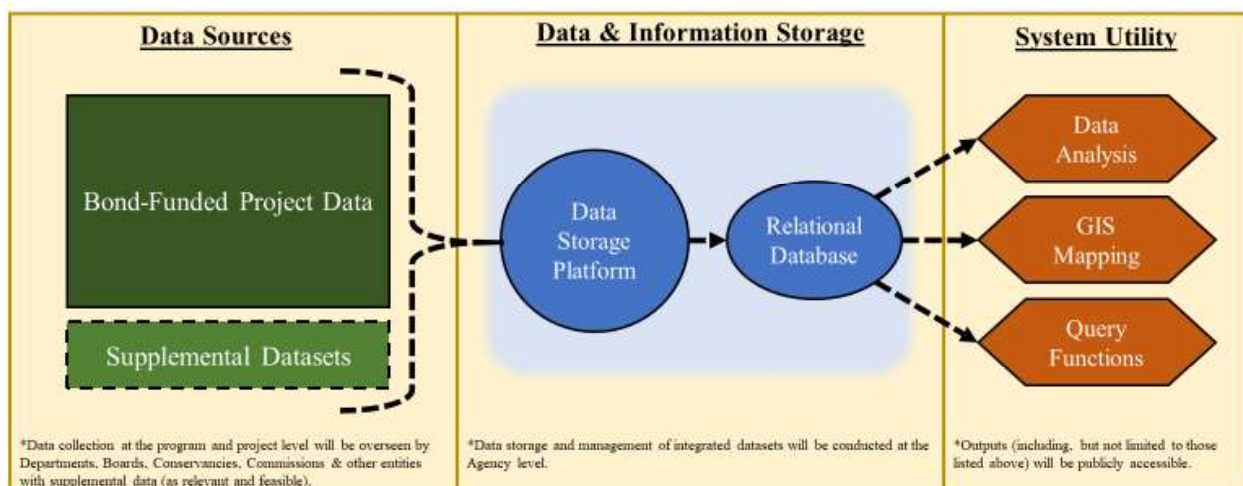 Data Sources
Bond-Funded Project Data
Supplemental Datasets
*Data collection at the program and project level will be overseen by
Departments, Boards, Conservancies, Commissions & other entities
with supplemental data (as relevant and feasible).
Data & Information Storage
Data
Storage
Platform
Relational
Database
*Data storage and management of integrated datasets will be conducted at the
Agency level.
System Utility
Data
Analysis
GIS
Mapping
Query
Functions
*Outputs (including, but not limited to those
listed above) will be publicly accessible.